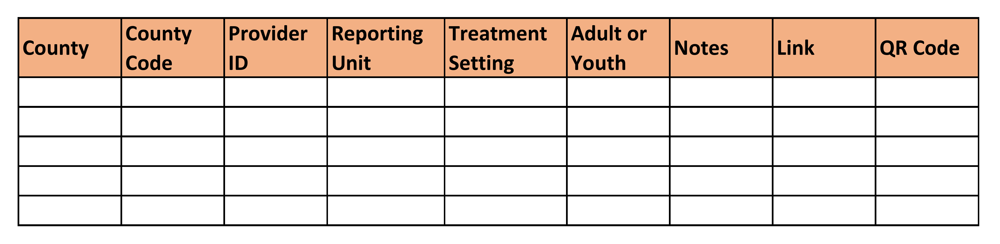 County
County
Code
Provider
ID
Reporting
Unit
Treatment
Setting
Adult or
Youth
Notes
Link
QR Code